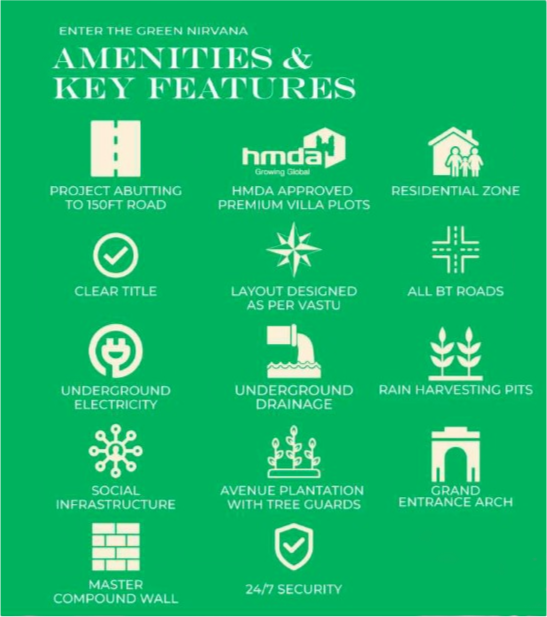 ENTER THE GREEN NIRVANA
AMENITIES &
KEY FEATURES
PROJECT ABUTTING
TO 150FT ROAD
hmda
Growing Global
HMDA APPROVED
PREMIUM VILLA PLOTS
RESIDENTIAL ZONE
CLEAR TITLE
LAYOUT DESIGNED
AS PER VASTU
ALL BT ROADS
UNDERGROUND
ELECTRICITY
UNDERGROUND
DRAINAGE
RAIN HARVESTING PITS
SOCIAL
INFRASTRUCTURE
AVENUE PLANTATION
WITH TREE GUARDS
GRAND
ENTRANCE ARCH
MASTER
COMPOUND WALL
24/7 SECURITY